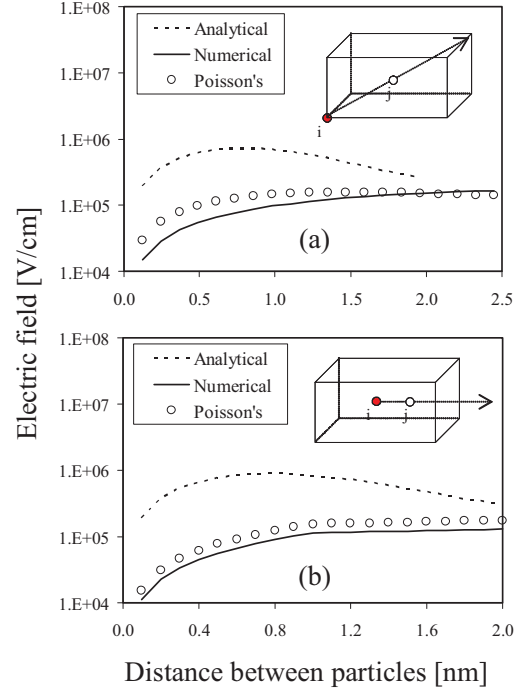 1.E+08
1.E+07
1.E+06
1.E+05
1.E+04
Analytical
Numerical
Poisson's
i
j
(a)
0.0 0.5 1.0 1.5 2.0 2.5
Electric field [V/cm]
1.E+08
1.E+07
1.E+06
1.E+05
1.E+04
Analytical
Numerical
Poisson's
i
j
(b)
0.0 0.4 0.8 1.2 1.6 2.0
Distance between particles [nm]